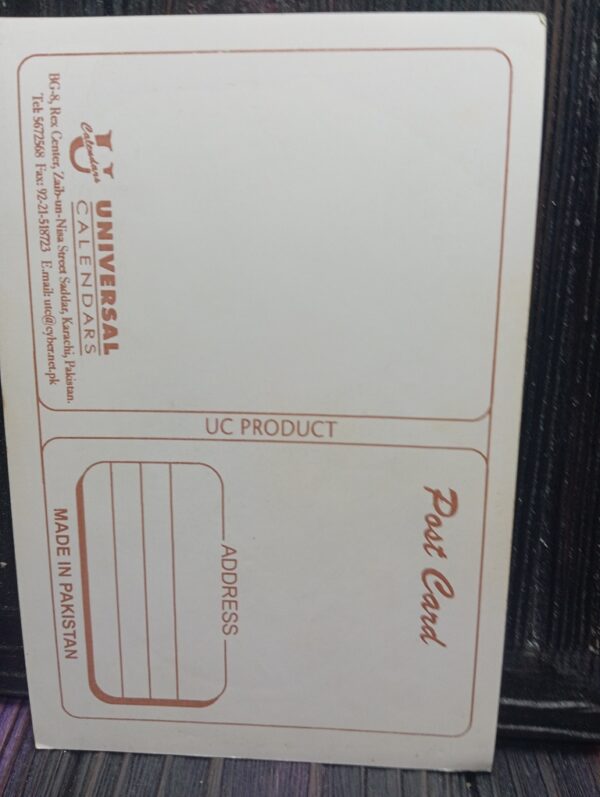 Calendars
UNIVERSAL
CALENDARS
BG-8, Rex Center, Zaib-un-Nisa Street Saddar, Karachi, Pakistan.
Tel: 5672568 Fax: 92-21-518723 E.mail: utc@cyber.net.pk
UC PRODUCT
Post Card
ADDRESS
MADE IN PAKISTAN